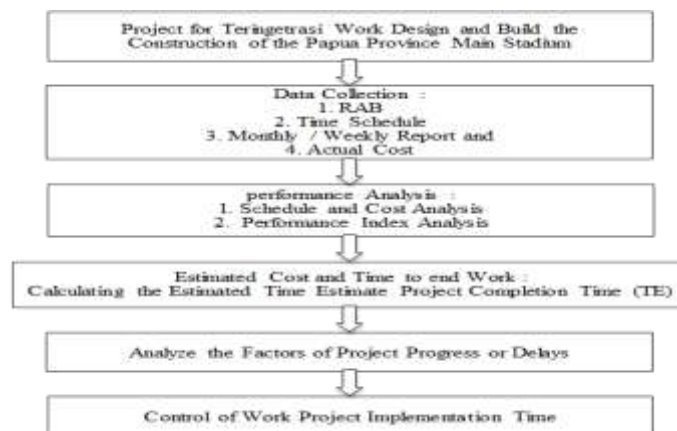 Project for Teringetrasi Work Design and Build the
Construction of the Papua Province Main Stadium
Data Collection :
1. RAB
2. Time Schedule
3. Monthly / Weekly Report and
4. Actual Cost
performance Analysis :
1. Schedule and Cost Analysis
2. Performance Index Analysis
Estimated Cost and Time to end Work :
Calculating the Estimated Time Estimate Project Completion Time (TE)
Analyze the Factors of Project Progress or Delays
Control of Work Project Implementation Time